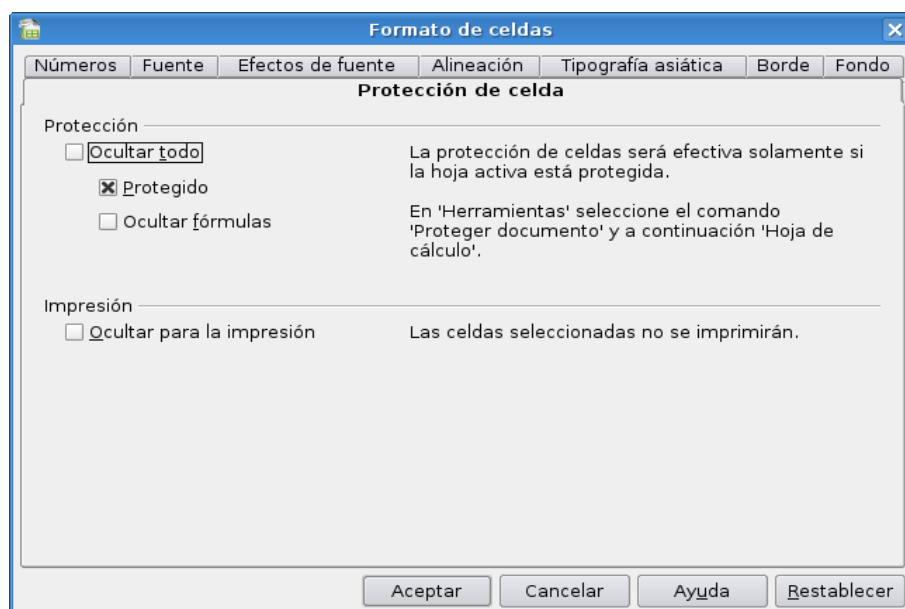 Formato de celdas
Números Fuente Efectos de fuente Alineación Tipografía asiática Borde Fondo
Protección de celda
Protección
Ocultar todo
La protección de celdas será efectiva solamente si
la hoja activa está protegida.
Protegido
Ocultar fórmulas
En 'Herramientas' seleccione el comando
'Proteger documento' y a continuación 'Hoja de
cálculo'.
Impresión
Ocultar para la impresión
Las celdas seleccionadas no se imprimirán.
Aceptar Cancelar Ayuda Restablecer